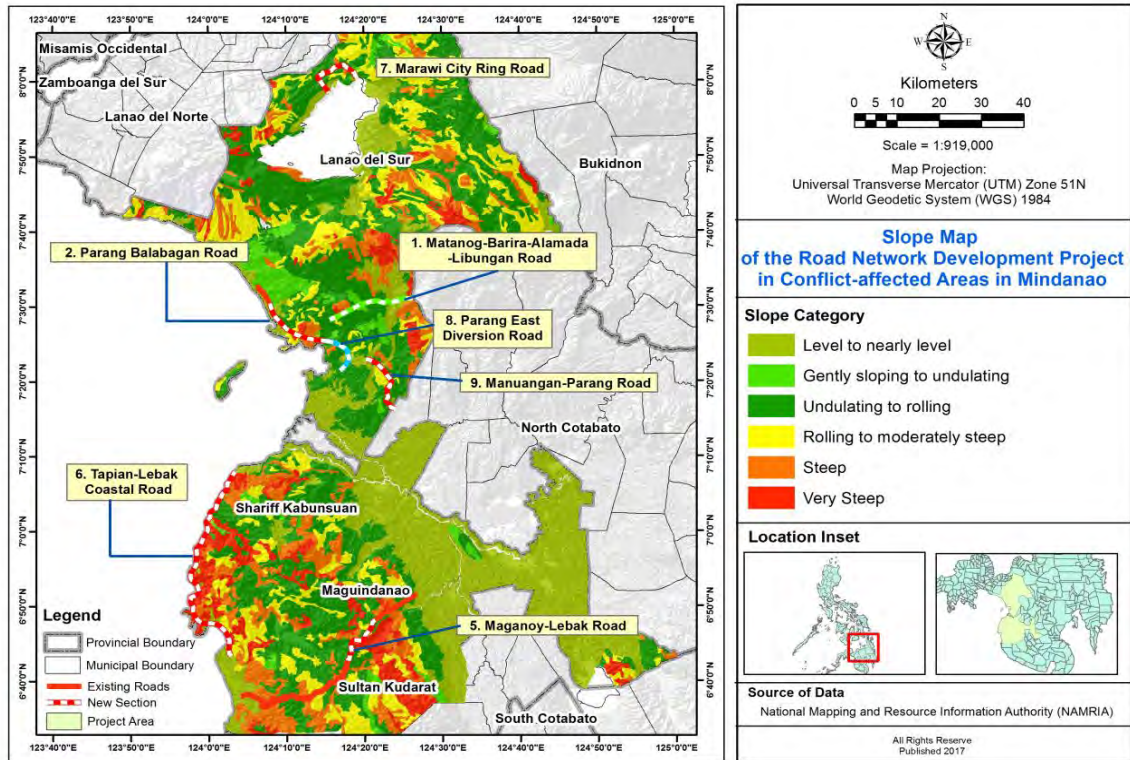 123°40'0"E 123°50'0"E 124°0'0"E 124°10'0"E 124°20'0"E 124°30'0"E 124°40'0"E 124°50'0"E 125°0'0"E
Misamis Occidental
Zamboanga del Sur
Lanao del Norte
7. Marawi City Ring Road
Lanao del Sur
Bukidnon
2. Parang Balabagan Road
1. Matanog-Barira-Alamada
-Libungan Road
8. Parang East
Diversion Road
9. Manuangan-Parang Road
North Cotabato
6. Tapian-Lebak
Coastal Road
Shariff Kabunsuan
Maguindanao
5. Maganoy-Lebak Road
Sultan Kudarat
South Cotabato
8°0'0"N
7°50'0"N
7°40'0"N
7°30'0"N
7°20'0"N
7°10'0"N
7°0'0"N
6°50'0"N
6°40'0"N
8°0'0"N
7°50'0"N
7°40'0"N
7°30'0"N
7°20'0"N
7°10'0"N
7°0'0"N
6°50'0"N
6°40'0"N
Legend
Provincial Boundary
Municipal Boundary
Existing Roads
New Section
Project Area
123°40'0"E 123°50'0"E 124°0'0"E 124°10'0"E 124°20'0"E 124°30'0"E 124°40'0"E 124°50'0"E 125°0'0"E
N
W E
S
Kilometers
0 5 10 20 30 40
Scale = 1:919,000
Map Projection:
Universal Transverse Mercator (UTM) Zone 51N
World Geodetic System (WGS) 1984
Slope Map
of the Road Network Development Project
in Conflict-affected Areas in Mindanao
Slope Category
Level to nearly level
Gently sloping to undulating
Undulating to rolling
Rolling to moderately steep
Steep
Very Steep
Location Inset
Source of Data
National Mapping and Resource Information Authority (NAMRIA)
All Rights Reserve
Published 2017